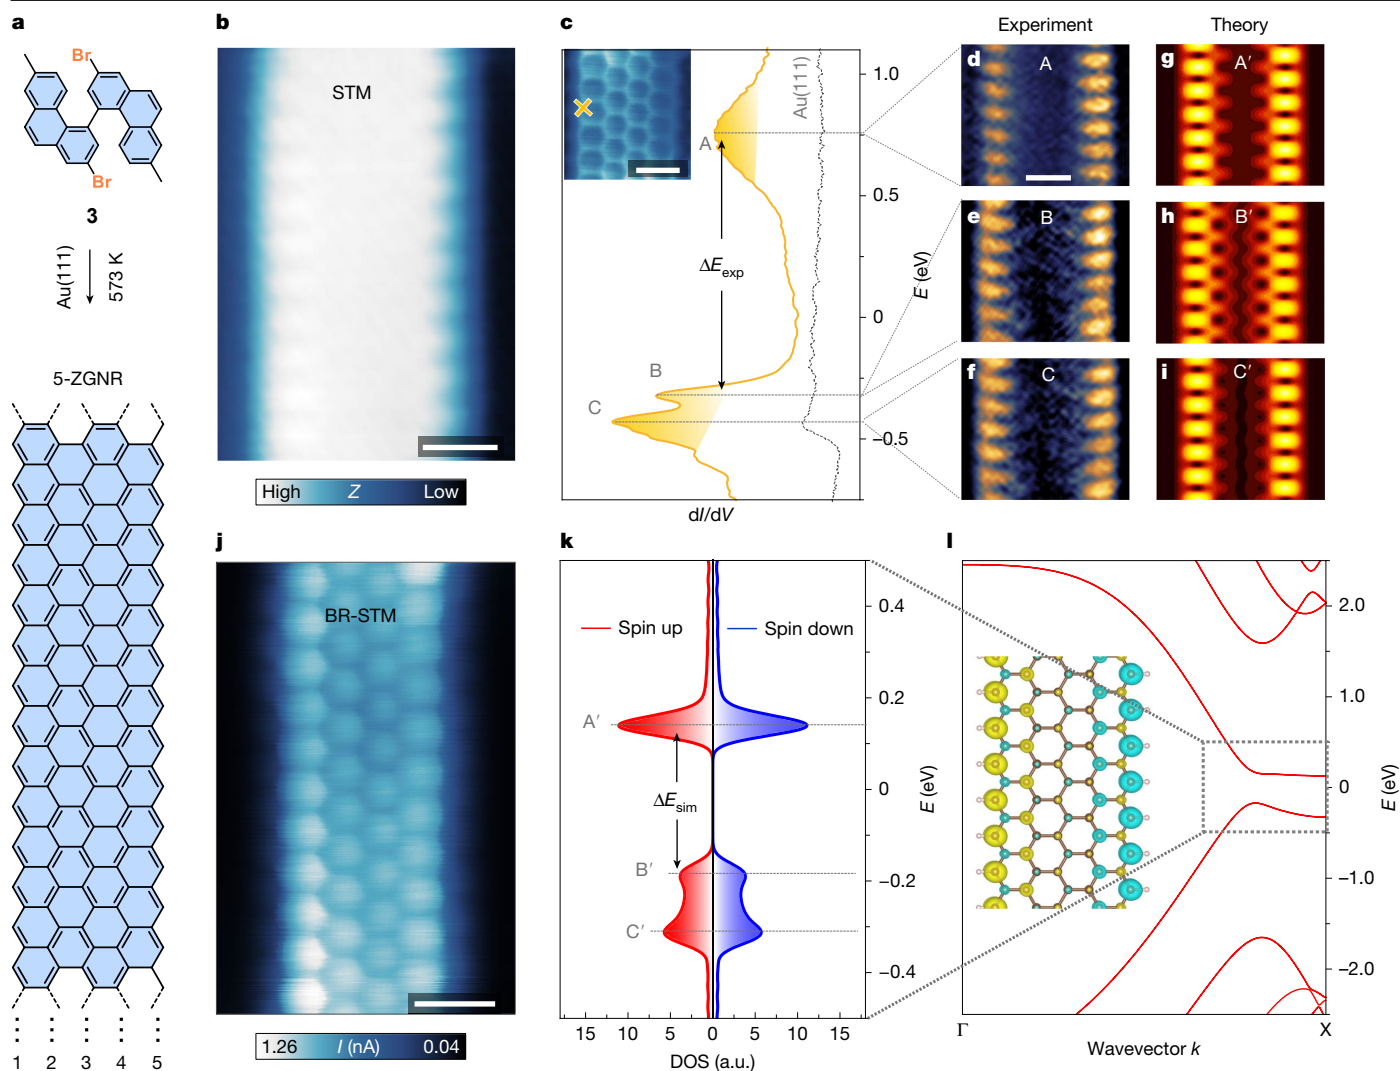 a
Br
Br
3
Au(111)
573 K
5-ZGNR
1 2 3 4 5
b
STM
High Z Low
c
Au(111)
A
ΔEexp
B
C
1.0
0.5
0
−0.5
E (eV)
dI/dV
Experiment
Theory
d
A
g
A′
e
B
h
B′
f
C
i
C′
j
BR-STM
1.26 I (nA) 0.04
k
Spin up
Spin down
A′
ΔEsim
B′
C′
0.4
0.2
0
−0.2
−0.4
E (eV)
15 10 5 0 5 10 15
DOS (a.u.)
l
2.0
1.0
0
−1.0
−2.0
E (eV)
Γ X
Wavevector k